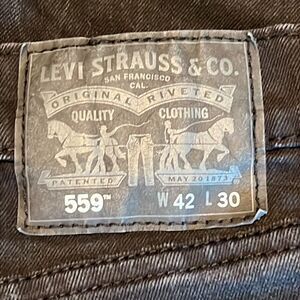 LEVI STRAUSS & CO.
SAN FRANCISCO
CAL.
ORIGINAL RIVETED
QUALITY CLOTHING
PATENTED MAY 20 1873
559™ W 42 L 30